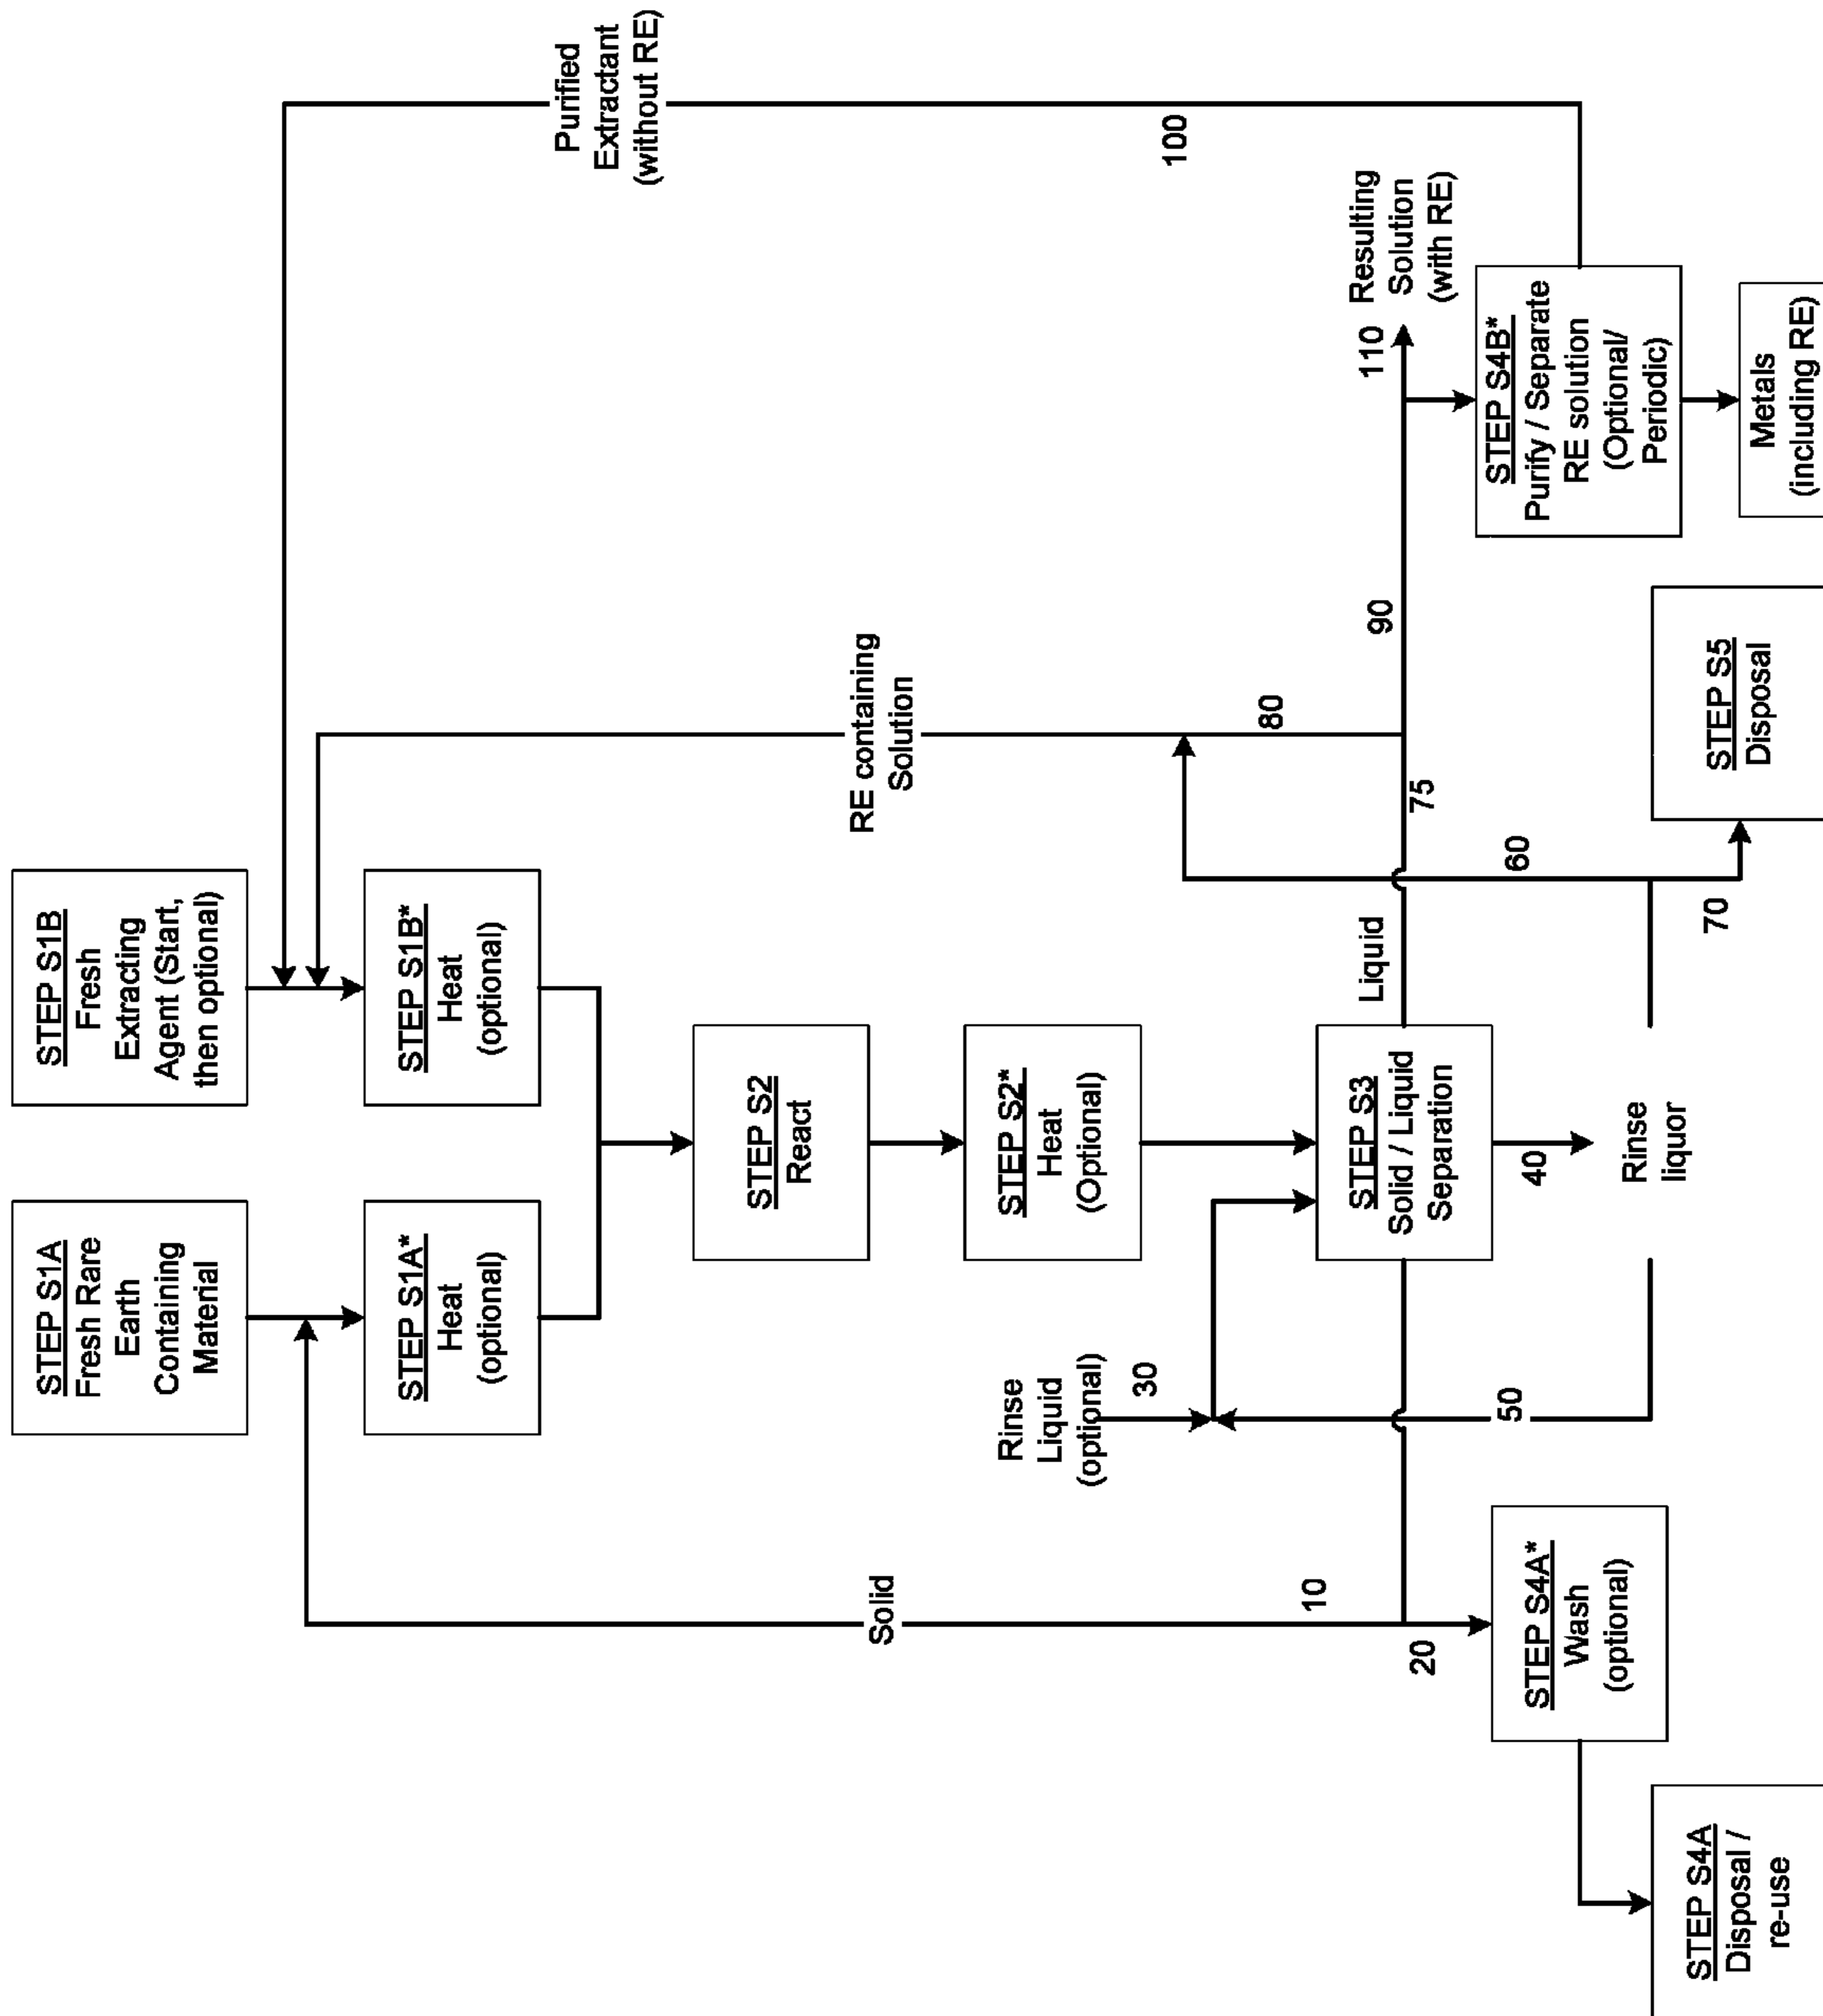 STEP S1A
Fresh Rare
Earth
Containing
Material
STEP S1B
Fresh
Extracting
Agent (Start,
then optional)
STEP S1A*
Heat
(optional)
STEP S1B*
Heat
(optional)
Purified
Extractant
(without RE)
STEP S2
React
Solid
RE containing
Solution
STEP S2*
Heat
(Optional)
Rinse
Liquid
(optional)
30
100
10
STEP S3
Solid / Liquid
Separation
Liquid
80
90
110
Resulting
Solution
(with RE)
20
75
40
50
60
STEP S4A*
Wash
(optional)
STEP S4B*
Purify / Separate
RE solution
(Optional/
Periodic)
Rinse
liquor
70
STEP S4A
Disposal /
re-use
STEP S5
Disposal
Metals
(including RE)